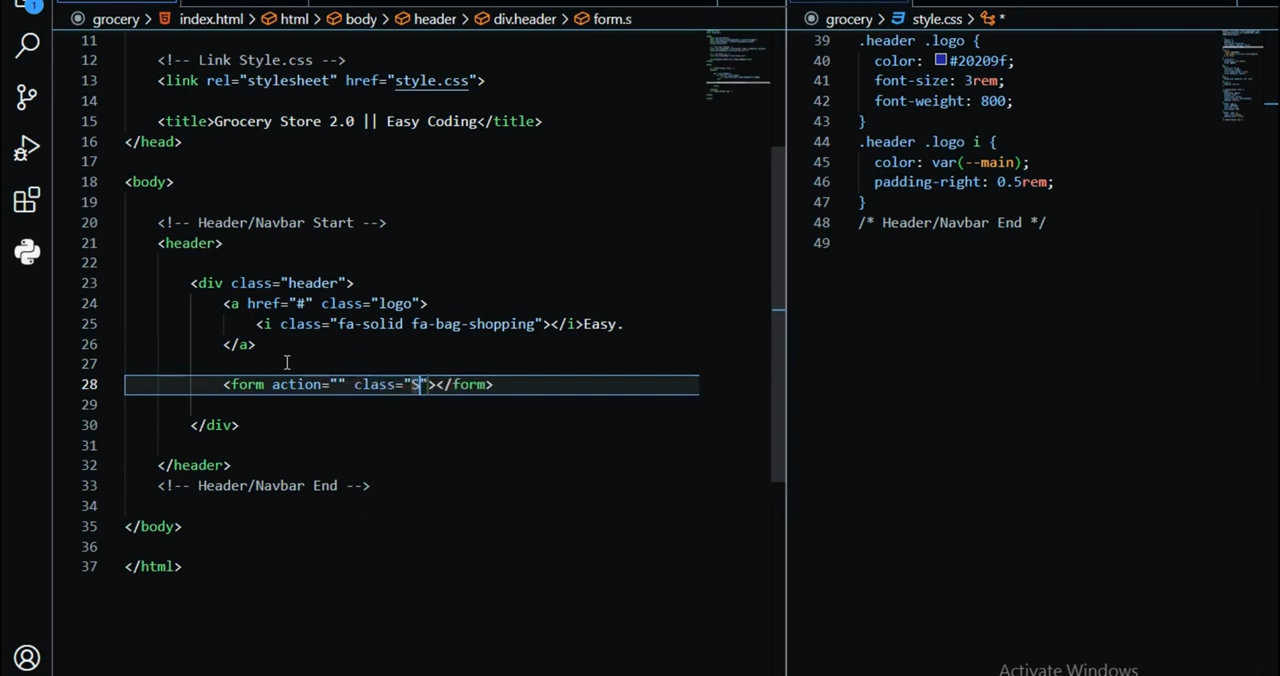 1
grocery > index.html > html > body > header > div.header > form.s
11
12 <!-- Link Style.css -->
13 <link rel="stylesheet" href="style.css">
14
15 <title>Grocery Store 2.0 || Easy Coding</title>
16 </head>
17
18 <body>
19
20 <!-- Header/Navbar Start -->
21 <header>
22
23 <div class="header">
24 <a href="#" class="logo">
25 <i class="fa-solid fa-bag-shopping"></i>Easy.
26 </a>
27
28 <form action="" class="S"></form>
29
30 </div>
31
32 </header>
33 <!-- Header/Navbar End -->
34
35 </body>
36
37 </html>
grocery > style.css > *
39 .header .logo {
40 color: #20209f;
41 font-size: 3rem;
42 font-weight: 800;
43 }
44 .header .logo i {
45 color: var(--main);
46 padding-right: 0.5rem;
47 }
48 /* Header/Navbar End */
49
Activate Windows